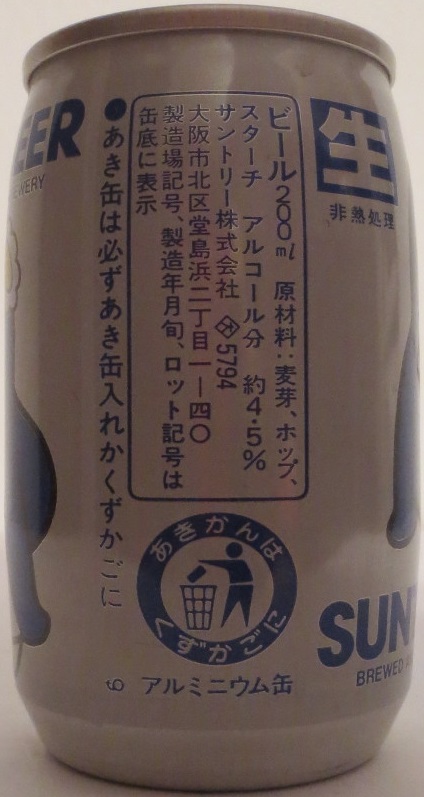 生
非熱処理
ビール200ml 原材料:麦芽、ホップ、
スターチ アルコール分 約4.5%
サントリー株式会社 5794
大阪市北区堂島浜二丁目一一四〇
製造場記号、製造年月旬、ロット記号は
缶底に表示
●あき缶は必ずあき缶入れかくずかごに
EER
EWERY
あきかんは
くずかごに
6 アルミニウム缶
SUN
BREWED